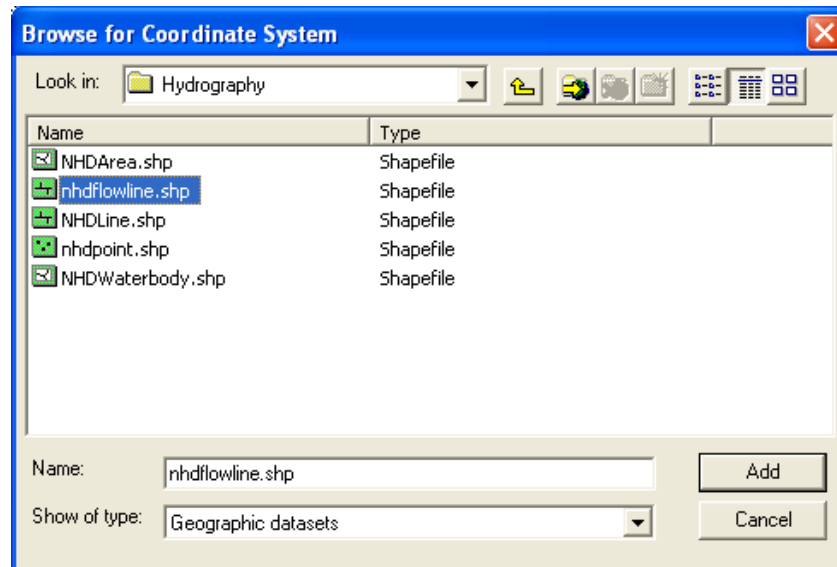 Browse for Coordinate System
Look in: Hydrography
Name Type
NHDArea.shp Shapefile
nhdflowline.shp Shapefile
NHDLine.shp Shapefile
nhdpoint.shp Shapefile
NHDWaterbody.shp Shapefile
Name: nhdflowline.shp Add
Show of type: Geographic datasets Cancel